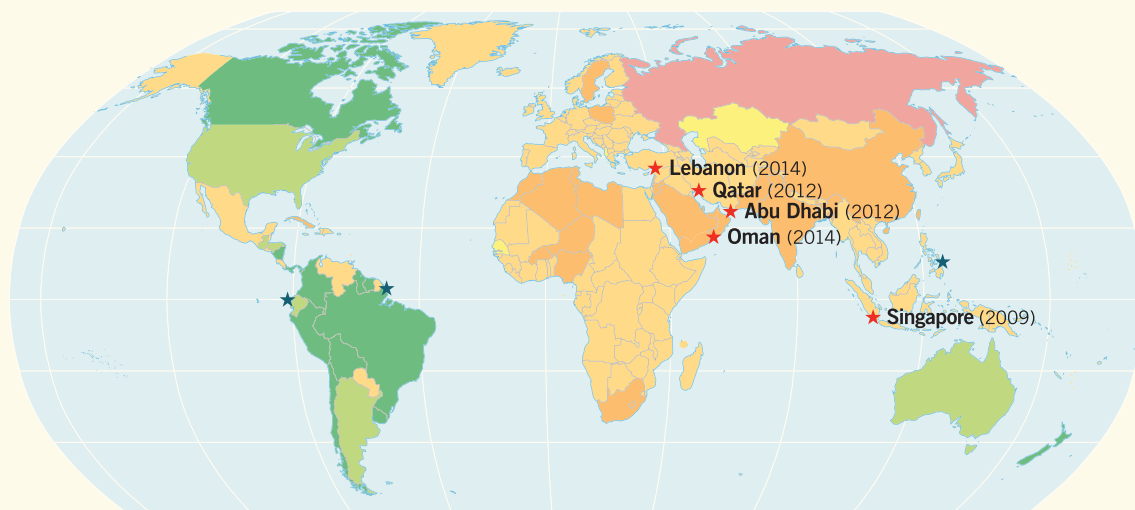 Lebanon (2014)
Qatar (2012)
Abu Dhabi (2012)
Oman (2014)
Singapore (2009)